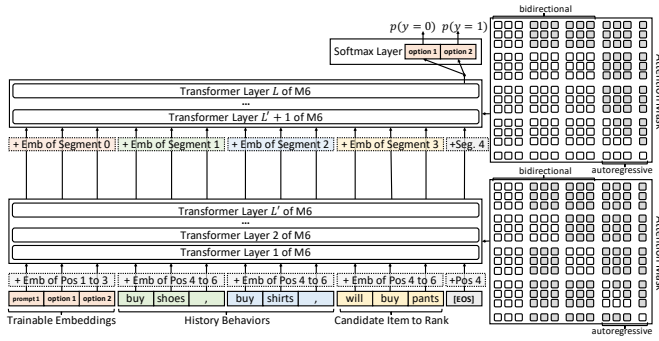 p(y = 0) p(y = 1)
Softmax Layer option 1 option 2
Transformer Layer L of M6
...
Transformer Layer L' + 1 of M6
+ Emb of Segment 0 + Emb of Segment 1 + Emb of Segment 2 + Emb of Segment 3 +Seg. 4
Transformer Layer L' of M6
...
Transformer Layer 2 of M6
Transformer Layer 1 of M6
+ Emb of Pos 1 to 3 + Emb of Pos 4 to 6 + Emb of Pos 4 to 6 + Emb of Pos 4 to 6 +Pos 4
prompt 1 option 1 option 2 buy shoes , buy shirts , will buy pants [EOS]
Trainable Embeddings History Behaviors Candidate Item to Rank
bidirectional
Attention Mask
autoregressive
bidirectional
Attention Mask
autoregressive